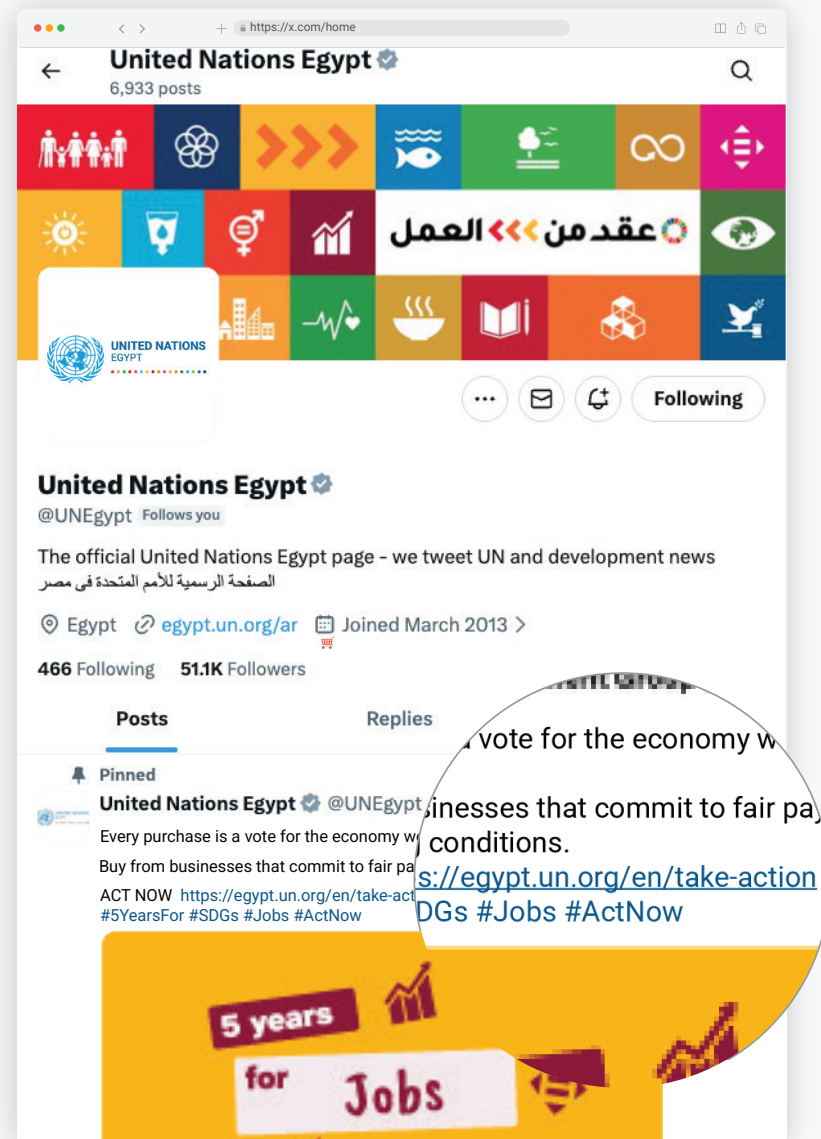 https://x.com/home
United Nations Egypt
6,933 posts
عقد من >>> العمل
UNITED NATIONS
EGYPT
... Following
United Nations Egypt
@UNEgypt Follows you
The official United Nations Egypt page - we tweet UN and development news
الصفحة الرسمية للأمم المتحدة فى مصر
Egypt egypt.un.org/ar Joined March 2013 >
466 Following 51.1K Followers
Posts Replies
Pinned
United Nations Egypt @UNEgypt
Every purchase is a vote for the economy w
Buy from businesses that commit to fair pa
ACT NOW https://egypt.un.org/en/take-act
#5YearsFor #SDGs #Jobs #ActNow
vote for the economy w
inesses that commit to fair pay
conditions.
s://egypt.un.org/en/take-action
DGs #Jobs #ActNow
5 years
for Jobs